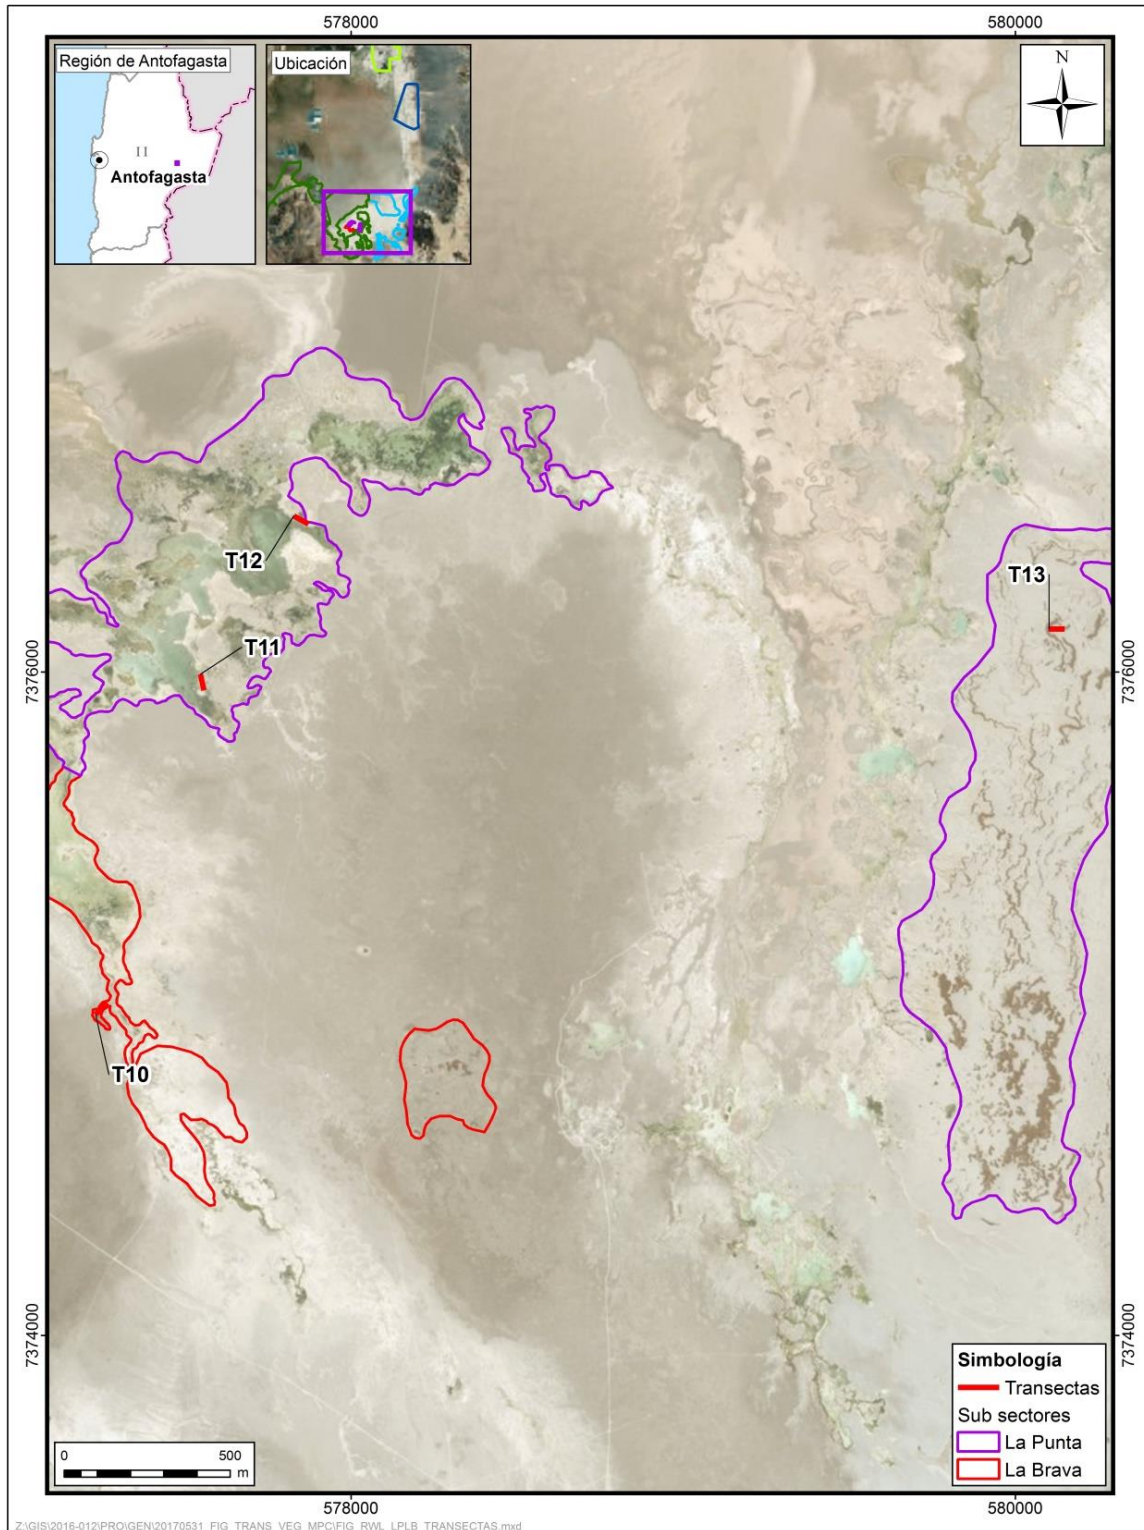 578000
580000
Región de Antofagasta
II
Antofagasta
Ubicación
N
T12
T13
T11
7376000
7376000
T10
7374000
7374000
Simbología
Transectas
Sub sectores
La Punta
La Brava
0 500
m
578000
580000
Z:\GIS\2016-012\PRO\GEN\20170531_FIG_TRANS_VEG_MPC\FIG_RWL_LPLB_TRANSECTAS.mxd